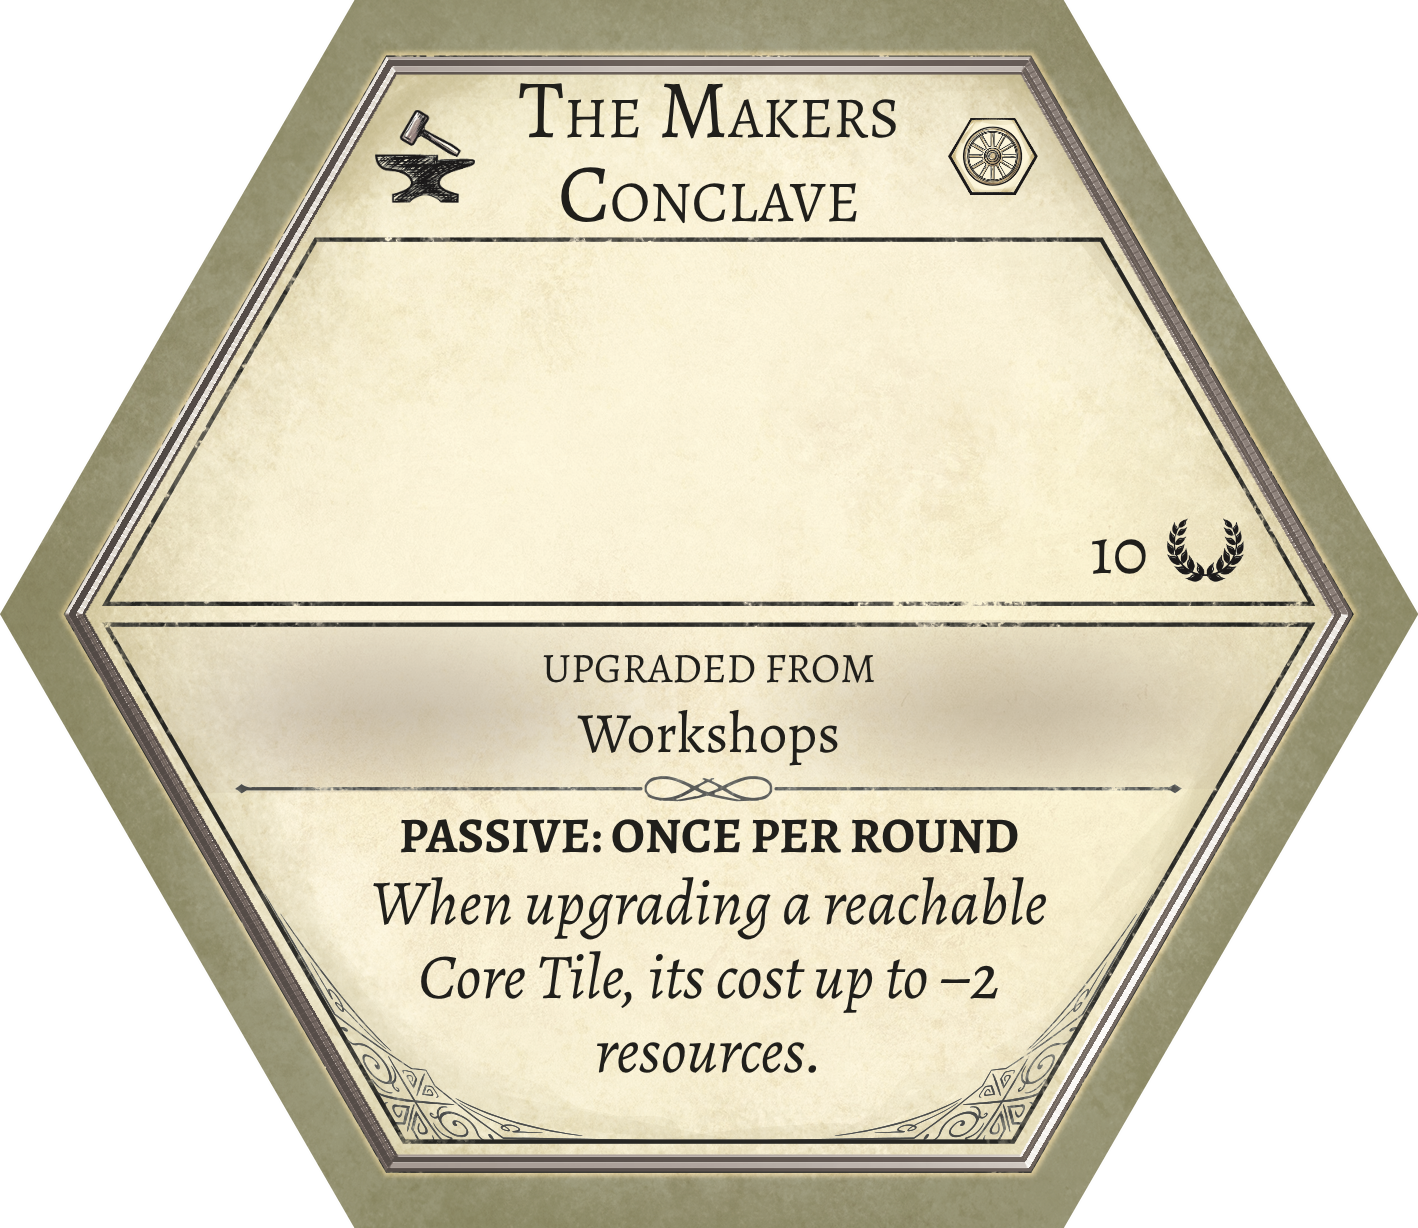 The Makers
Conclave
10
UPGRADED FROM
Workshops
PASSIVE: ONCE PER ROUND
When upgrading a reachable
Core Tile, its cost up to –2
resources.